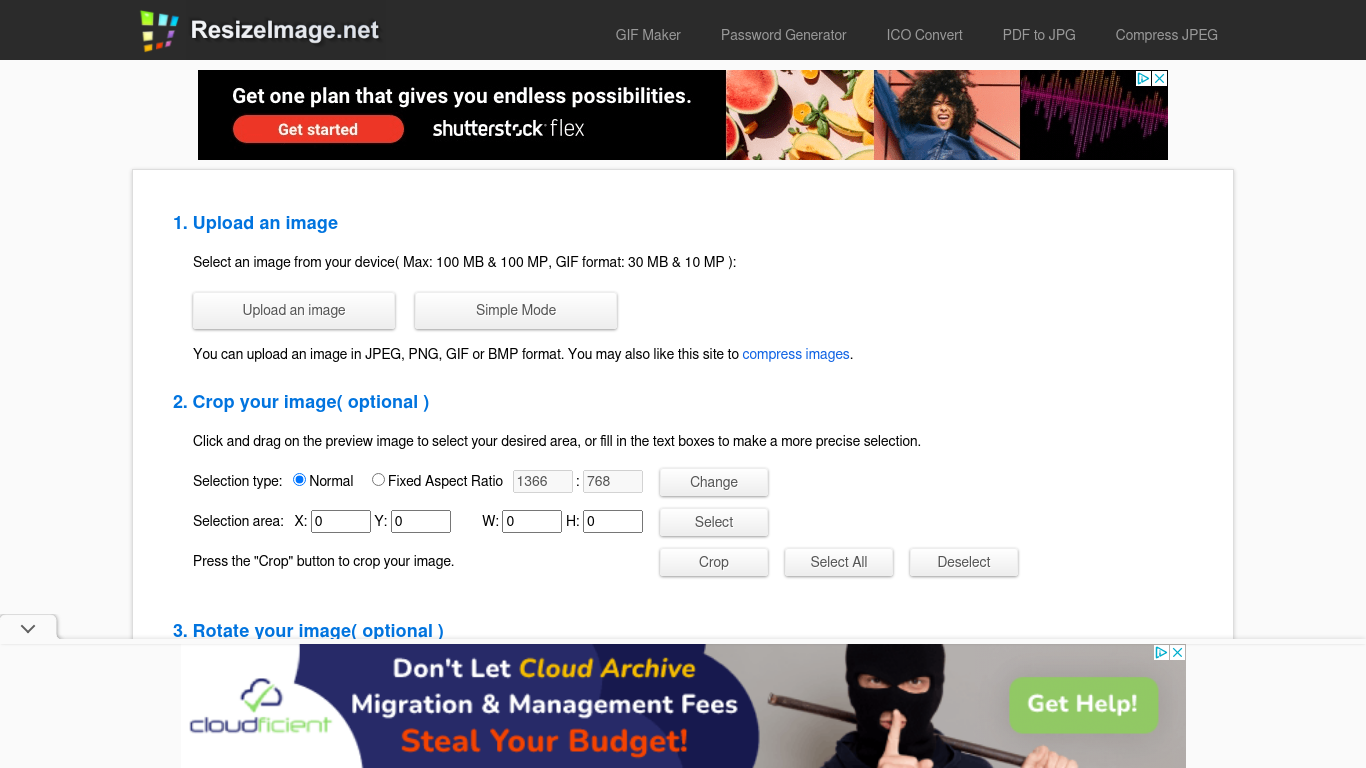 ResizeImage.net
GIF Maker Password Generator ICO Convert PDF to JPG Compress JPEG
Get one plan that gives you endless possibilities.
Get started shutterstock flex
1. Upload an image
Select an image from your device( Max: 100 MB & 100 MP, GIF format: 30 MB & 10 MP ):
Upload an image Simple Mode
You can upload an image in JPEG, PNG, GIF or BMP format. You may also like this site to compress images.
2. Crop your image( optional )
Click and drag on the preview image to select your desired area, or fill in the text boxes to make a more precise selection.
Selection type: Normal Fixed Aspect Ratio 1366 : 768 Change
Selection area: X: 0 Y: 0 W: 0 H: 0 Select
Press the "Crop" button to crop your image. Crop Select All Deselect
3. Rotate your image( optional )
Don't Let Cloud Archive
Migration & Management Fees
Steal Your Budget!
cloudficient
Get Help!